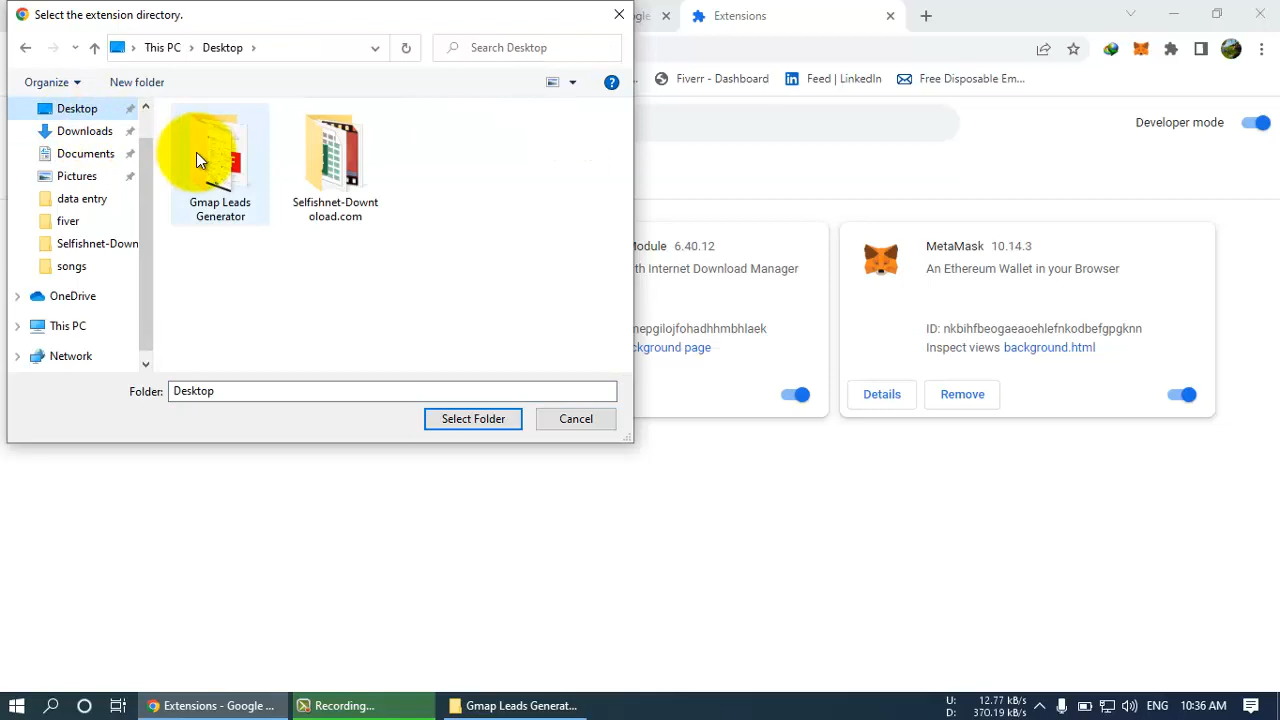 Select the extension directory.
gle
Extensions
This PC
Desktop
Search Desktop
Organize
New folder
Fiverr - Dashboard
Feed | LinkedIn
Free Disposable Em...
Desktop
Downloads
Documents
Pictures
data entry
fiver
Selfishnet-Down
songs
OneDrive
This PC
Network
Gmap Leads
Generator
Selfishnet-Downt
oload.com
Developer mode
Module 6.40.12
th Internet Download Manager
nepgilojfohadhhmbhlaek
ckground page
MetaMask 10.14.3
An Ethereum Wallet in your Browser
ID: nkbihfbeogaeaoehlefnkodbefgpgknn
Inspect views background.html
Details
Remove
Folder: Desktop
Select Folder
Cancel
Extensions - Google ...
Recording...
Gmap Leads Generat...
U: 12.77 kB/s
D: 370.19 kB/s
ENG
10:36 AM